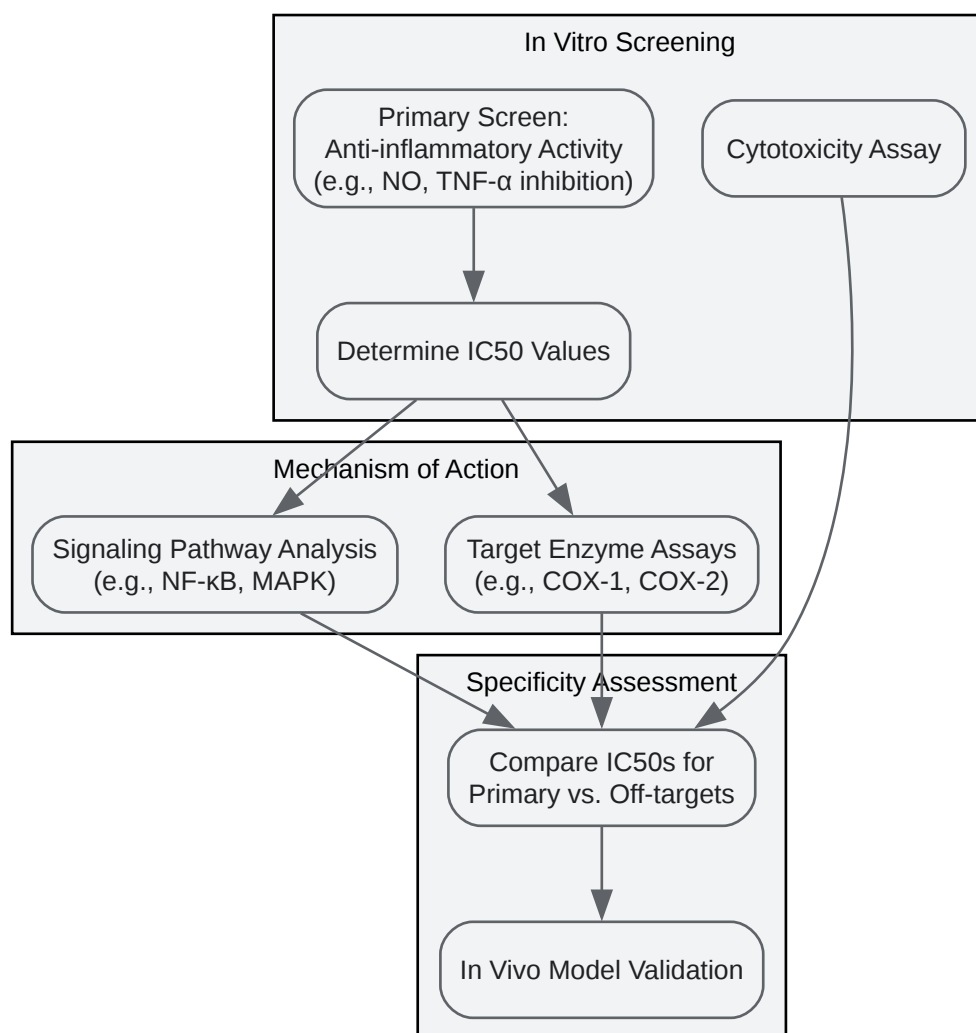 In Vitro Screening
Primary Screen:
Anti-inflammatory Activity
(e.g., NO, TNF-α inhibition)
Cytotoxicity Assay
Determine IC50 Values
Mechanism of Action
Signaling Pathway Analysis
(e.g., NF-κB, MAPK)
Target Enzyme Assays
(e.g., COX-1, COX-2)
Specificity Assessment
Compare IC50s for
Primary vs. Off-targets
In Vivo Model Validation